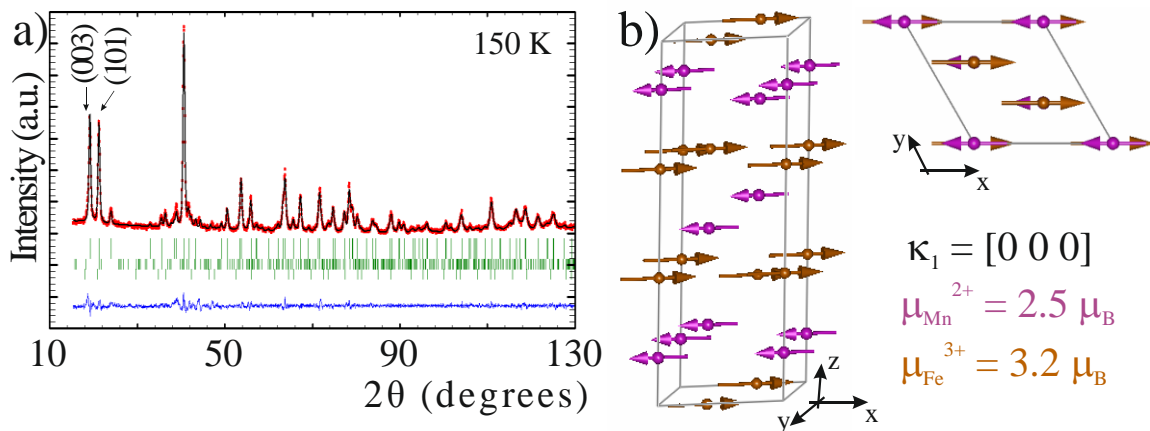 a)
150 K
(003)
(101)
Intensity (a.u.)
10 50 90 130
2θ (degrees)
b)
z
y x
y
x
κ₁ = [0 0 0]
μMn²⁺ = 2.5 μB
μFe³⁺ = 3.2 μB